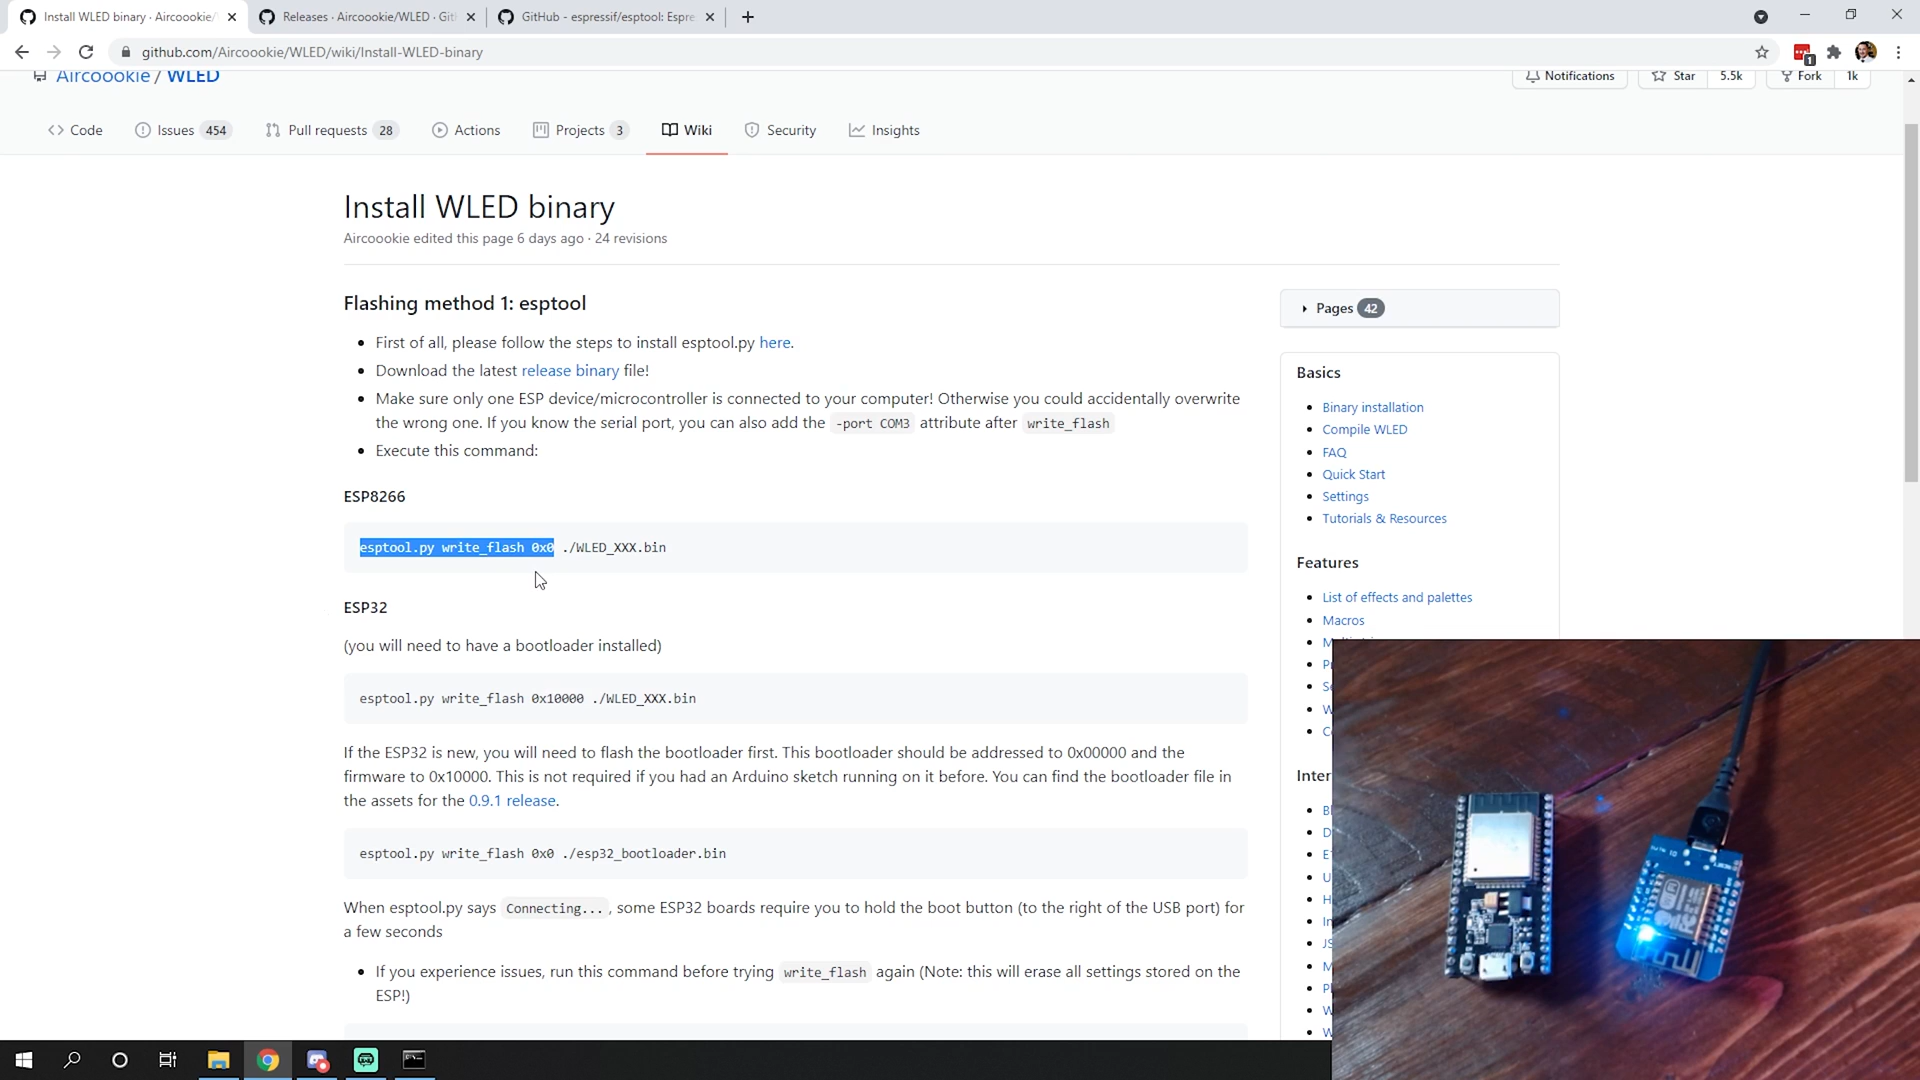 Install WLED binary · Aircoookie/
Releases · Aircoookie/WLED · Git
GitHub - espressif/esptool: Espre
github.com/Aircoookie/WLED/wiki/Install-WLED-binary
1
Aircoookie / WLED
Notifications
Star 5.5k
Fork 1k
Code
Issues 454
Pull requests 28
Actions
Projects 3
Wiki
Security
Insights
Install WLED binary
Aircoookie edited this page 6 days ago · 24 revisions
Flashing method 1: esptool
First of all, please follow the steps to install esptool.py here.
Download the latest release binary file!
Make sure only one ESP device/microcontroller is connected to your computer! Otherwise you could accidentally overwrite
the wrong one. If you know the serial port, you can also add the -port COM3 attribute after write_flash
Execute this command:
ESP8266
esptool.py write_flash 0x0 ./WLED_XXX.bin
ESP32
(you will need to have a bootloader installed)
esptool.py write_flash 0x10000 ./WLED_XXX.bin
If the ESP32 is new, you will need to flash the bootloader first. This bootloader should be addressed to 0x00000 and the
firmware to 0x10000. This is not required if you had an Arduino sketch running on it before. You can find the bootloader file in
the assets for the 0.9.1 release.
esptool.py write_flash 0x0 ./esp32_bootloader.bin
When esptool.py says Connecting..., some ESP32 boards require you to hold the boot button (to the right of the USB port) for
a few seconds
If you experience issues, run this command before trying write_flash again (Note: this will erase all settings stored on the
ESP!)
Pages 42
Basics
Binary installation
Compile WLED
FAQ
Quick Start
Settings
Tutorials & Resources
Features
List of effects and palettes
Macros
Inter